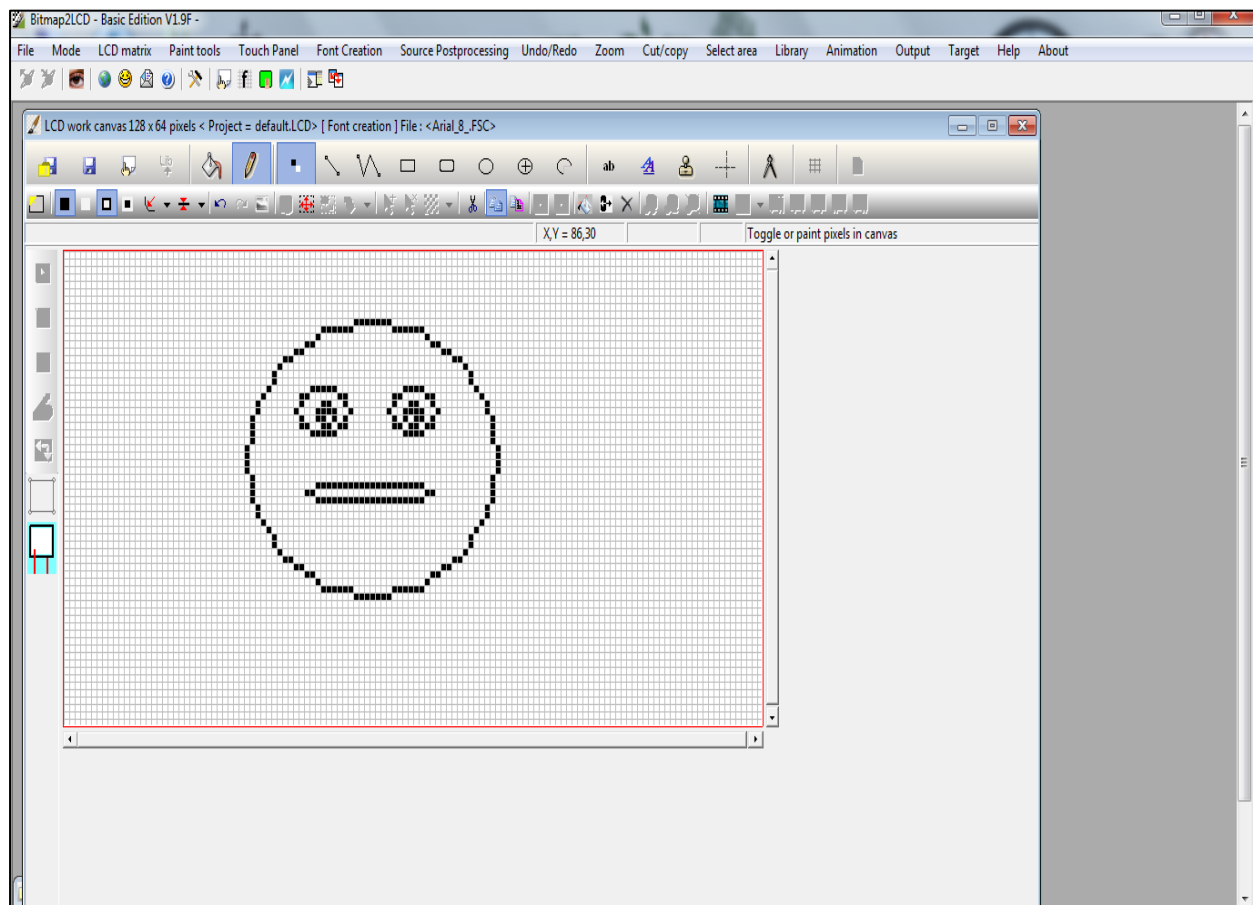 Bitmap2LCD - Basic Edition V1.9F -
File Mode LCD matrix Paint tools Touch Panel Font Creation Source Postprocessing Undo/Redo Zoom Cut/copy Select area Library Animation Output Target Help About
f
LCD work canvas 128 x 64 pixels < Project = default.LCD> [ Font creation ] File : <Arial_8_.FSC>
Lib ab A
X,Y = 86,30 Toggle or paint pixels in canvas